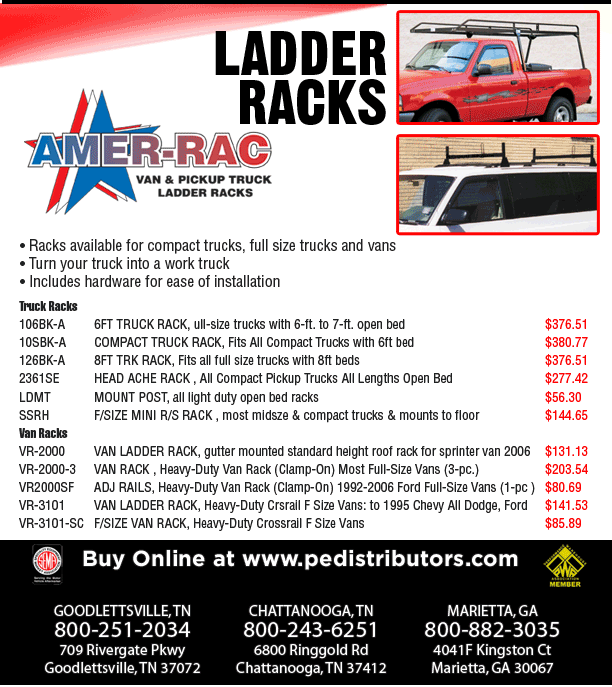 LADDER
RACKS
AMER-RAC
VAN & PICKUP TRUCK
LADDER RACKS
• Racks available for compact trucks, full size trucks and vans
• Turn your truck into a work truck
• Includes hardware for ease of installation
Truck Racks
106BK-A 6FT TRUCK RACK, ull-size trucks with 6-ft. to 7-ft. open bed $376.51
10SBK-A COMPACT TRUCK RACK, Fits All Compact Trucks with 6ft bed $380.77
126BK-A 8FT TRK RACK, Fits all full size trucks with 8ft beds $376.51
2361SE HEAD ACHE RACK , All Compact Pickup Trucks All Lengths Open Bed $277.42
LDMT MOUNT POST, all light duty open bed racks $56.30
SSRH F/SIZE MINI R/S RACK , most midsze & compact trucks & mounts to floor $144.65
Van Racks
VR-2000 VAN LADDER RACK, gutter mounted standard height roof rack for sprinter van 2006 $131.13
VR-2000-3 VAN RACK , Heavy-Duty Van Rack (Clamp-On) Most Full-Size Vans (3-pc.) $203.54
VR2000SF ADJ RAILS, Heavy-Duty Van Rack (Clamp-On) 1992-2006 Ford Full-Size Vans (1-pc ) $80.69
VR-3101 VAN LADDER RACK, Heavy-Duty Crsrail F Size Vans: to 1995 Chevy All Dodge, Ford $141.53
VR-3101-SC F/SIZE VAN RACK, Heavy-Duty Crossrail F Size Vans $85.89
SEMA
Buy Online at www.pedistributors.com
PWA
ASSOCIATION
MEMBER
GOODLETTSVILLE, TN CHATTANOOGA, TN MARIETTA, GA
800-251-2034 800-243-6251 800-882-3035
709 Rivergate Pkwy 6800 Ringgold Rd 4041F Kingston Ct
Goodlettsville, TN 37072 Chattanooga, TN 37412 Marietta, GA 30067